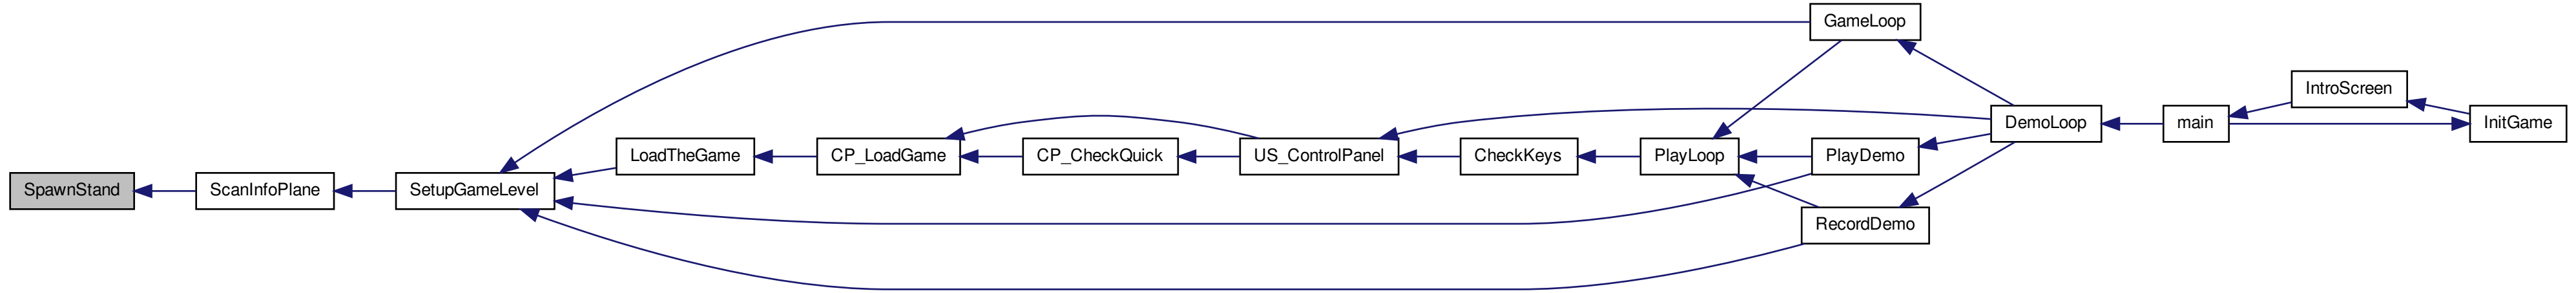 SpawnStand
ScanInfoPlane
SetupGameLevel
LoadTheGame
CP_LoadGame
CP_CheckQuick
US_ControlPanel
CheckKeys
PlayLoop
GameLoop
PlayDemo
RecordDemo
DemoLoop
main
IntroScreen
InitGame